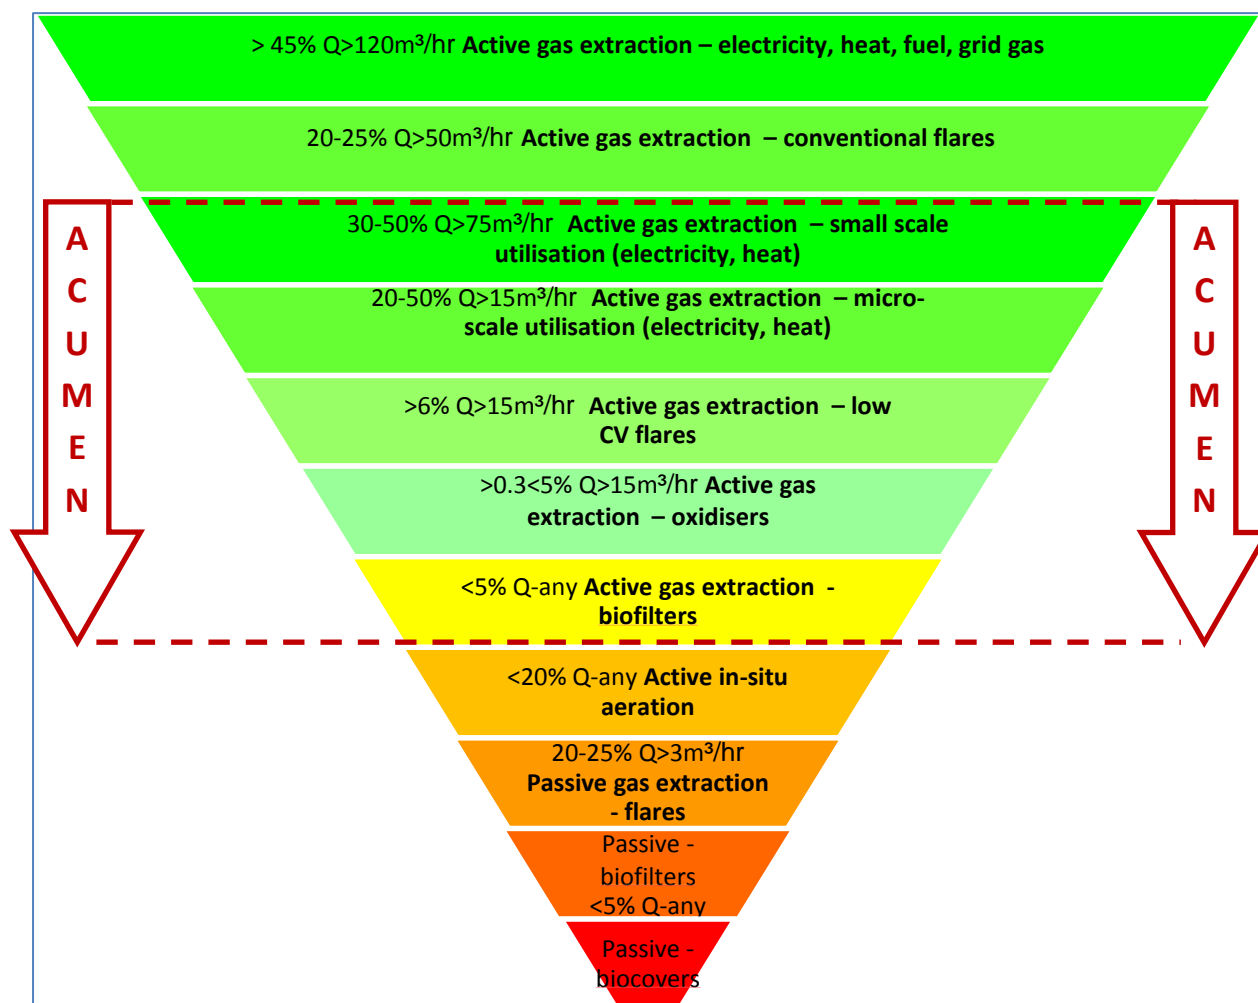 > 45% Q>120m³/hr Active gas extraction – electricity, heat, fuel, grid gas
20-25% Q>50m³/hr Active gas extraction – conventional flares
A
C
U
M
E
N
30-50% Q>75m³/hr Active gas extraction – small scale
utilisation (electricity, heat)
20-50% Q>15m³/hr Active gas extraction – micro-
scale utilisation (electricity, heat)
>6% Q>15m³/hr Active gas extraction – low
CV flares
>0.3<5% Q>15m³/hr Active gas
extraction – oxidisers
<5% Q-any Active gas extraction -
biofilters
A
C
U
M
E
N
<20% Q-any Active in-situ
aeration
20-25% Q>3m³/hr
Passive gas extraction
- flares
Passive -
biofilters
<5% Q-any
Passive -
biocovers